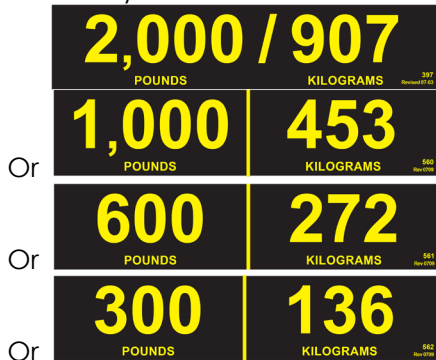 2,000 / 907
POUNDS KILOGRAMS 397
Revised 07-03
1,000 453
Or POUNDS KILOGRAMS 560
Rev 0709
600 272
Or POUNDS KILOGRAMS 561
Rev 0709
300 136
Or POUNDS KILOGRAMS 562
Rev 0709